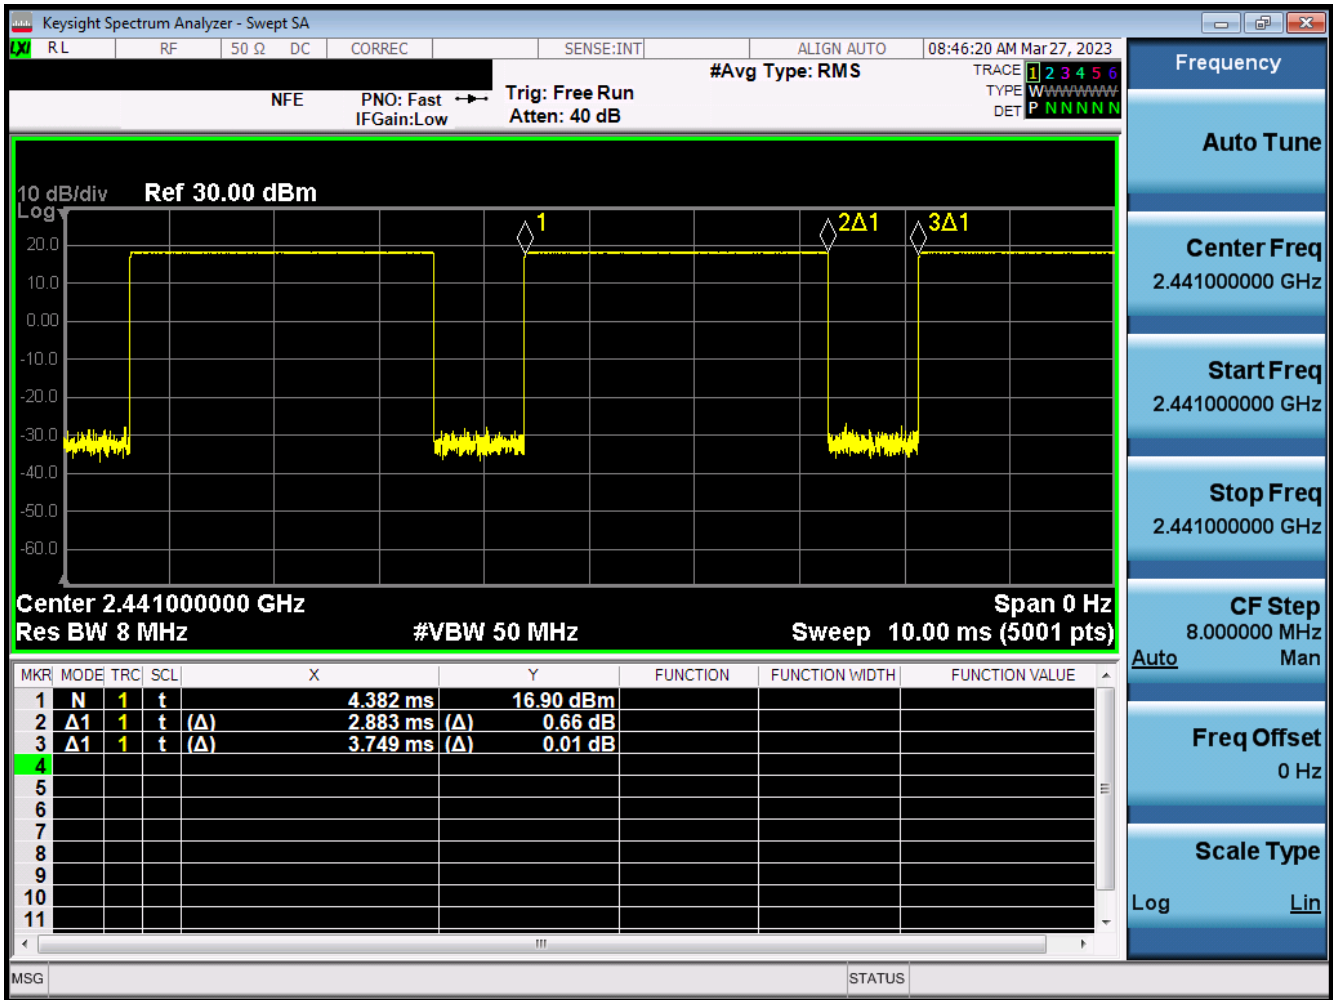 Keysight Spectrum Analyzer - Swept SA
LXI RL RF 50 Ω DC CORREC SENSE:INT ALIGN AUTO 08:46:20 AM Mar 27, 2023
NFE PNO: Fast IFGain:Low Trig: Free Run Atten: 40 dB #Avg Type: RMS
TRACE 1 2 3 4 5 6
TYPE WWWWWW
DET P N N N N N
10 dB/div Log Ref 30.00 dBm
1 2Δ1 3Δ1
20.0
10.0
0.00
-10.0
-20.0
-30.0
-40.0
-50.0
-60.0
Center 2.441000000 GHz Span 0 Hz
Res BW 8 MHz #VBW 50 MHz Sweep 10.00 ms (5001 pts)
MKR MODE TRC SCL X Y FUNCTION FUNCTION WIDTH FUNCTION VALUE
1 N 1 t 4.382 ms 16.90 dBm
2 Δ1 1 t (Δ) 2.883 ms (Δ) 0.66 dB
3 Δ1 1 t (Δ) 3.749 ms (Δ) 0.01 dB
4
5
6
7
8
9
10
11
MSG STATUS
Frequency
Auto Tune
Center Freq
2.441000000 GHz
Start Freq
2.441000000 GHz
Stop Freq
2.441000000 GHz
CF Step
8.000000 MHz
Auto Man
Freq Offset
0 Hz
Scale Type
Log Lin